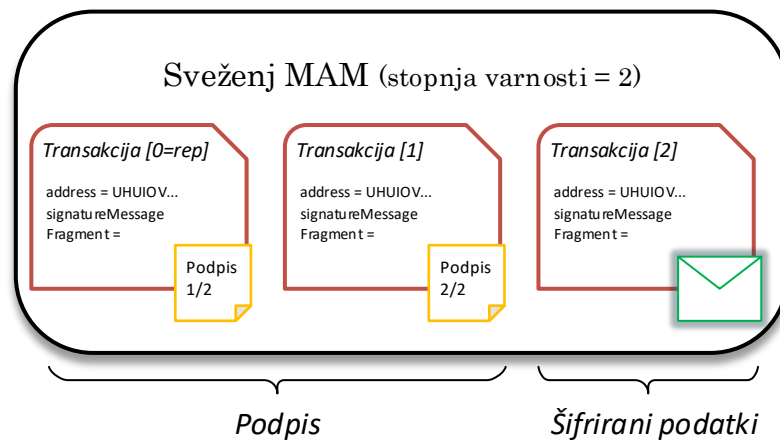 Sveženj MAM (stopnja varnosti = 2)
Transakcija [0=rep]
address = UHUIOV...
signatureMessage
Fragment =
Podpis
1/2
Transakcija [1]
address = UHUIOV...
signatureMessage
Fragment =
Podpis
2/2
Transakcija [2]
address = UHUIOV...
signatureMessage
Fragment =
Podpis
Šifrirani podatki